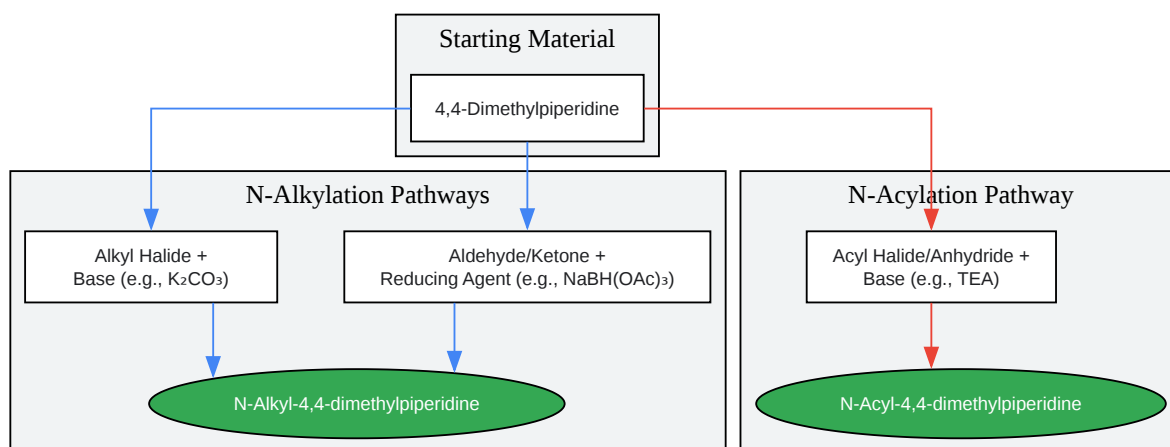 Starting Material
4,4-Dimethylpiperidine
N-Alkylation Pathways
Alkyl Halide +
Base (e.g., K₂CO₃)
Aldehyde/Ketone +
Reducing Agent (e.g., NaBH(OAc)₃)
N-Alkyl-4,4-dimethylpiperidine
N-Acylation Pathway
Acyl Halide/Anhydride +
Base (e.g., TEA)
N-Acyl-4,4-dimethylpiperidine